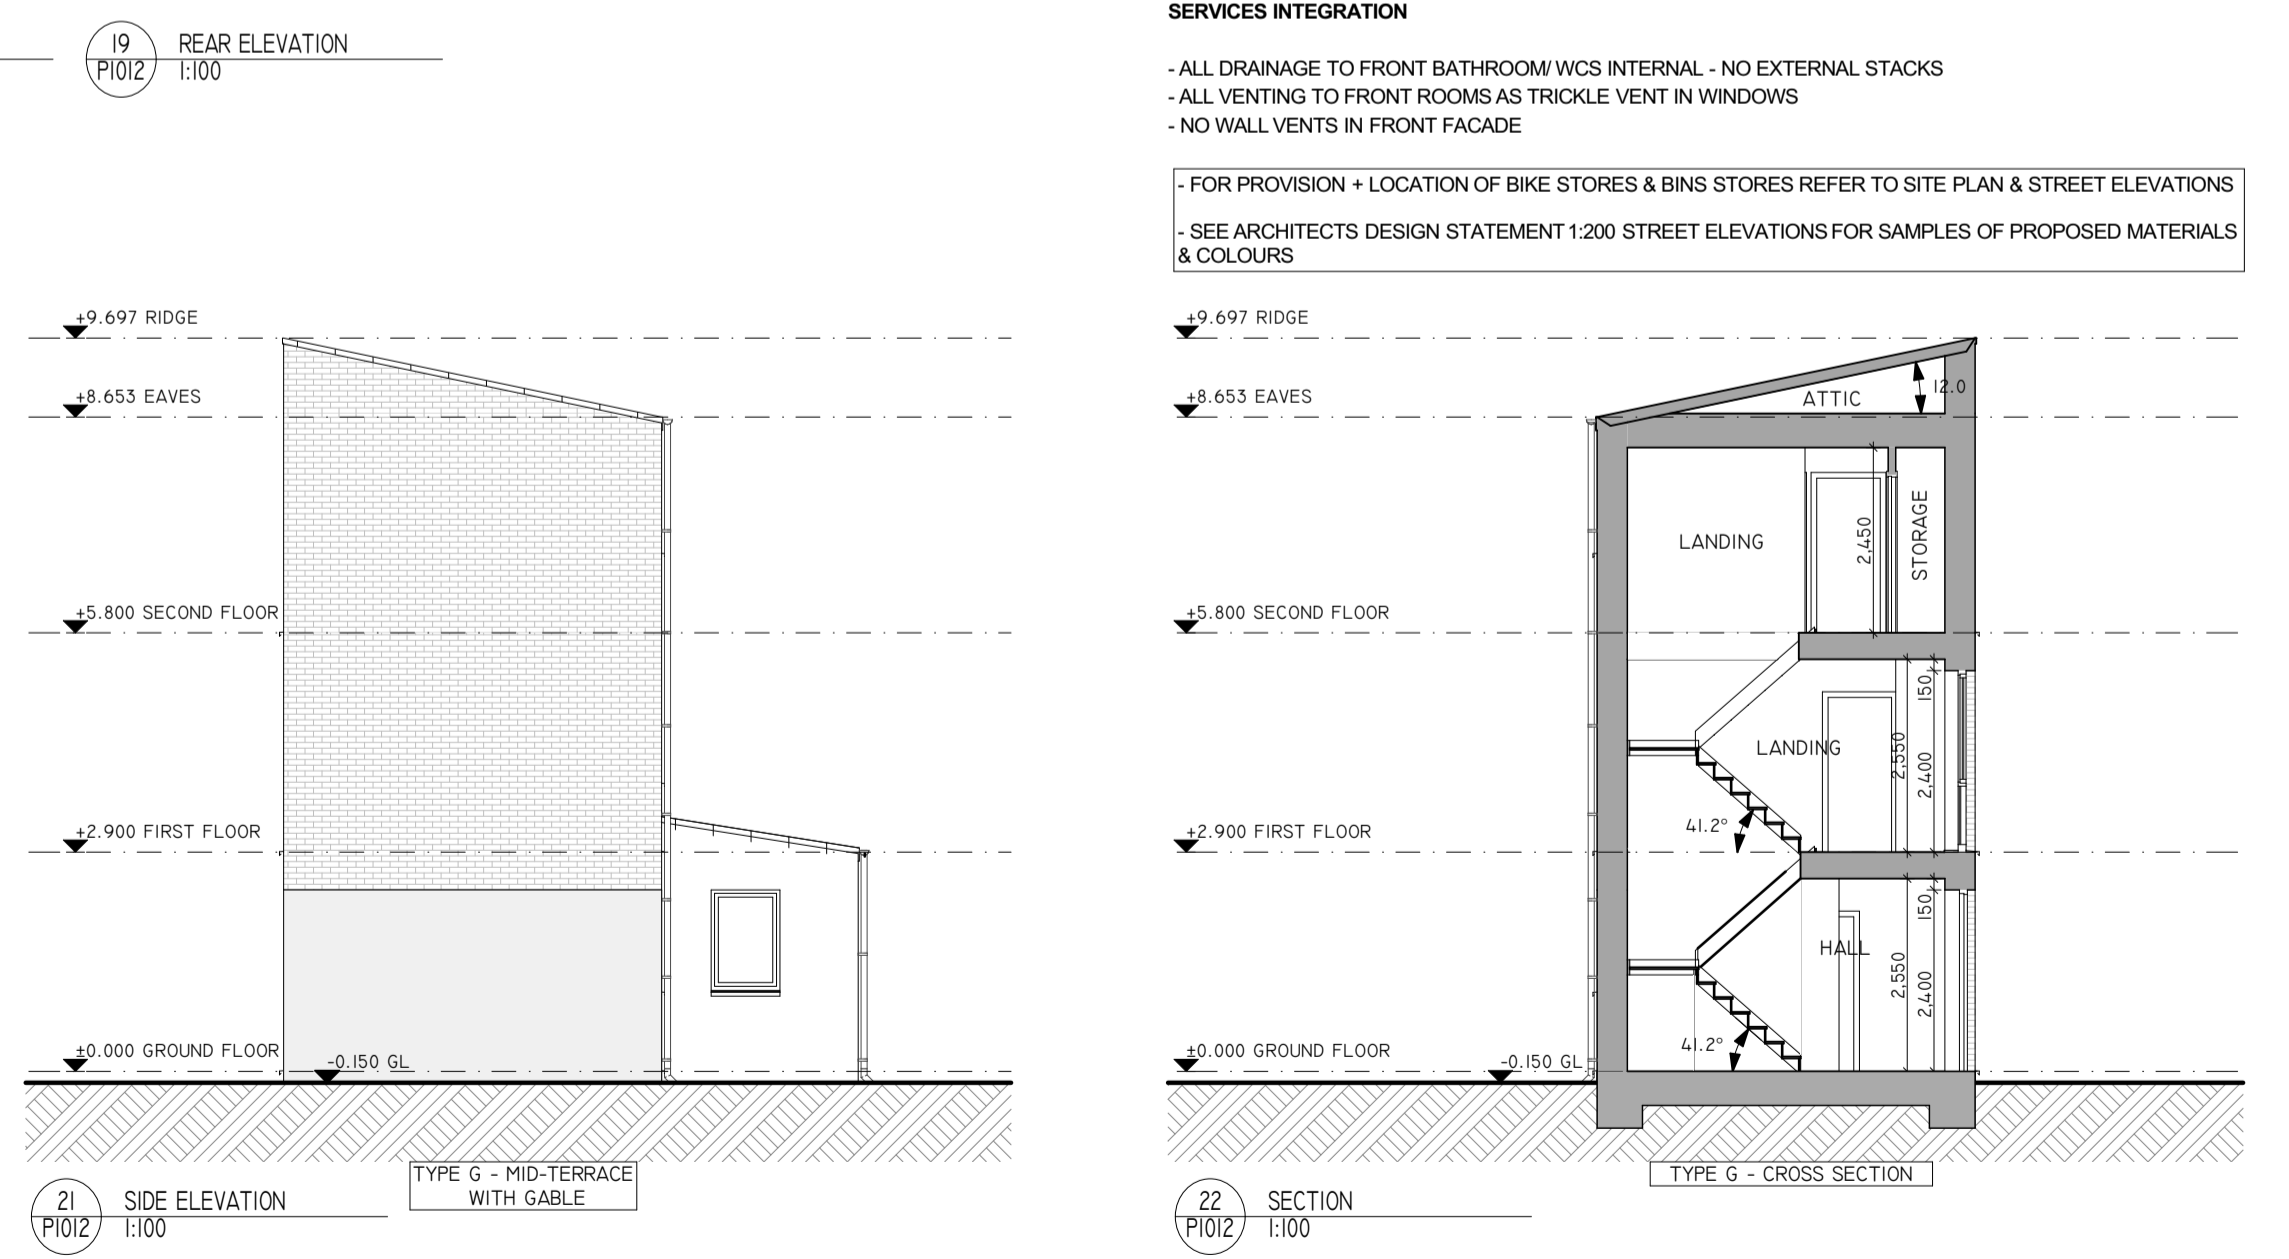 19
P1012
REAR ELEVATION
1:100
SERVICES INTEGRATION
- ALL DRAINAGE TO FRONT BATHROOM/ WCS INTERNAL - NO EXTERNAL STACKS
- ALL VENTING TO FRONT ROOMS AS TRICKLE VENT IN WINDOWS
- NO WALL VENTS IN FRONT FACADE
- FOR PROVISION + LOCATION OF BIKE STORES & BINS STORES REFER TO SITE PLAN & STREET ELEVATIONS
- SEE ARCHITECTS DESIGN STATEMENT 1:200 STREET ELEVATIONS FOR SAMPLES OF PROPOSED MATERIALS
& COLOURS
+9.697 RIDGE
+8.653 EAVES
+5.800 SECOND FLOOR
+2.900 FIRST FLOOR
±0.000 GROUND FLOOR
-0.150 GL
TYPE G - MID-TERRACE
WITH GABLE
21
P1012
SIDE ELEVATION
1:100
+9.697 RIDGE
+8.653 EAVES
ATTIC
12.0
LANDING
2,450
STORAGE
+5.800 SECOND FLOOR
LANDING
2,550
150
2,400
41.2°
+2.900 FIRST FLOOR
HALL
2,550
150
2,400
41.2°
±0.000 GROUND FLOOR
-0.150 GL
TYPE G - CROSS SECTION
22
P1012
SECTION
1:100